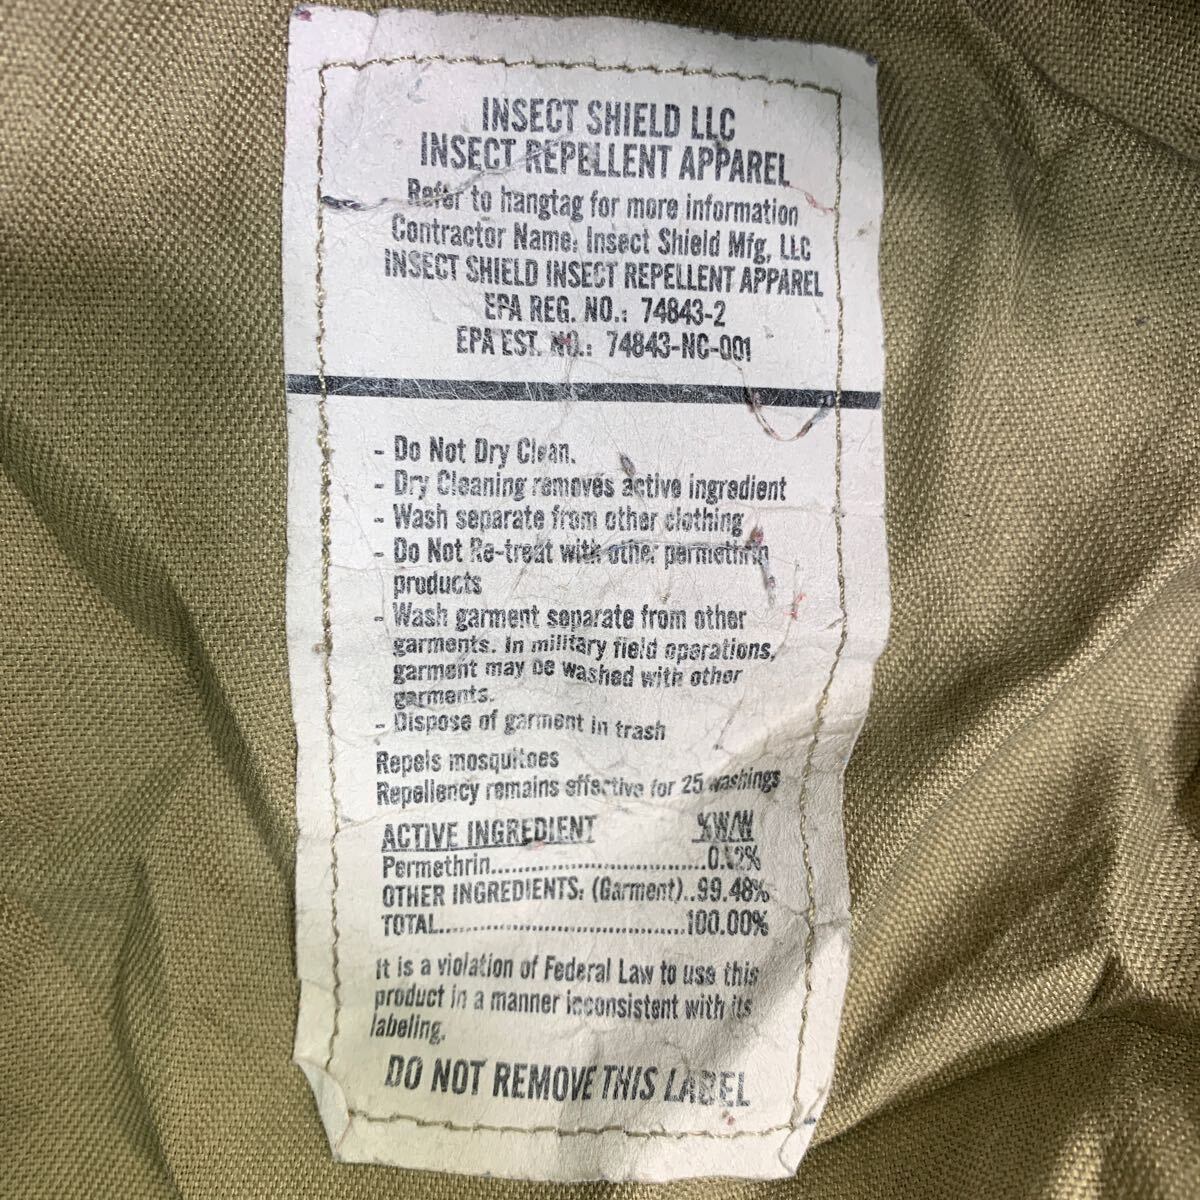 INSECT SHIELD LLC
INSECT REPELLENT APPAREL
Refer to hangtag for more information
Contractor Name: Insect Shield Mfg, LLC
INSECT SHIELD INSECT REPELLENT APPAREL
EPA REG. NO.: 74843-2
EPA EST. NO.: 74843-NC-001
- Do Not Dry Clean.
- Dry Cleaning removes active ingredient
- Wash separate from other clothing
- Do Not Re-treat with other permethrin
products
- Wash garment separate from other
garments. In military field operations,
garment may be washed with other
garments.
- Dispose of garment in trash
Repels mosquitoes
Repellency remains effective for 25 washings
ACTIVE INGREDIENT %W/W
Permethrin..............................0.52%
OTHER INGREDIENTS: (Garment)..99.48%
TOTAL....................................100.00%
It is a violation of Federal Law to use this
product in a manner inconsistent with its
labeling.
DO NOT REMOVE THIS LABEL